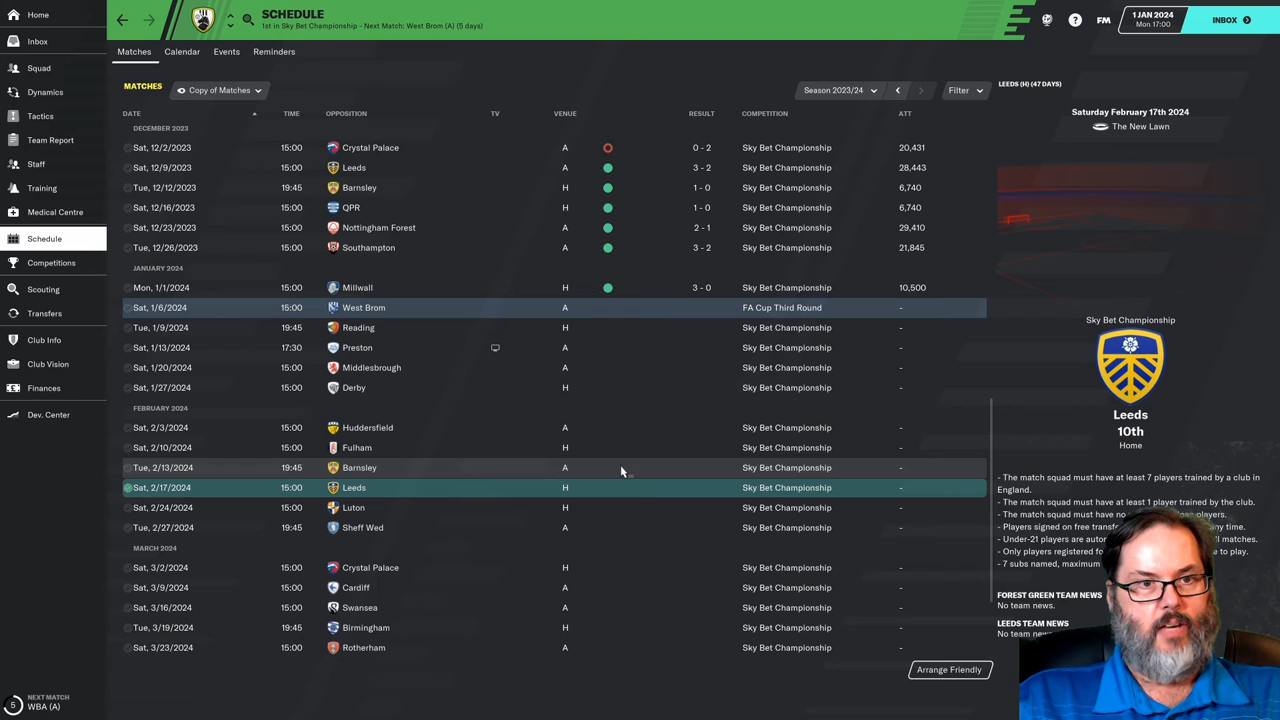 Home
Inbox
Squad
Dynamics
Tactics
Team Report
Staff
Training
Medical Centre
Schedule
Competitions
Scouting
Transfers
Club Info
Club Vision
Finances
Dev. Center
5
NEXT MATCH
WBA (A)
SCHEDULE
1st in Sky Bet Championship - Next Match: West Brom (A) (5 days)
? FM
1 JAN 2024
Mon 17:00
INBOX
Matches Calendar Events Reminders
MATCHES Copy of Matches Season 2023/24 Filter
DATE TIME OPPOSITION TV VENUE RESULT COMPETITION ATT
DECEMBER 2023
Sat, 12/2/2023 15:00 Crystal Palace A 0 - 2 Sky Bet Championship 20,431
Sat, 12/9/2023 15:00 Leeds A 3 - 2 Sky Bet Championship 28,443
Tue, 12/12/2023 19:45 Barnsley H 1 - 0 Sky Bet Championship 6,740
Sat, 12/16/2023 15:00 QPR H 1 - 0 Sky Bet Championship 6,740
Sat, 12/23/2023 15:00 Nottingham Forest A 2 - 1 Sky Bet Championship 29,410
Tue, 12/26/2023 15:00 Southampton A 3 - 2 Sky Bet Championship 21,845
JANUARY 2024
Mon, 1/1/2024 15:00 Millwall H 3 - 0 Sky Bet Championship 10,500
Sat, 1/6/2024 15:00 West Brom A FA Cup Third Round -
Tue, 1/9/2024 19:45 Reading H Sky Bet Championship -
Sat, 1/13/2024 17:30 Preston A Sky Bet Championship -
Sat, 1/20/2024 15:00 Middlesbrough A Sky Bet Championship -
Sat, 1/27/2024 15:00 Derby H Sky Bet Championship -
FEBRUARY 2024
Sat, 2/3/2024 15:00 Huddersfield A Sky Bet Championship -
Sat, 2/10/2024 15:00 Fulham H Sky Bet Championship -
Tue, 2/13/2024 19:45 Barnsley A Sky Bet Championship -
Sat, 2/17/2024 15:00 Leeds H Sky Bet Championship -
Sat, 2/24/2024 15:00 Luton H Sky Bet Championship -
Tue, 2/27/2024 19:45 Sheff Wed A Sky Bet Championship -
MARCH 2024
Sat, 3/2/2024 15:00 Crystal Palace H Sky Bet Championship -
Sat, 3/9/2024 15:00 Cardiff A Sky Bet Championship -
Sat, 3/16/2024 15:00 Swansea A Sky Bet Championship -
Tue, 3/19/2024 19:45 Birmingham H Sky Bet Championship -
Sat, 3/23/2024 15:00 Rotherham A Sky Bet Championship -
Arrange Friendly
LEEDS (H) (47 DAYS)
Saturday February 17th 2024
The New Lawn
Sky Bet Championship
Leeds
10th
Home
- The match squad must have at least 7 players trained by a club in
England.
- The match squad must have at least 1 player trained by the club.
- The match squad must have no players.
- Players signed on free transf ny time.
- Under-21 players are auto matches.
- Only players registered fo e to play.
- 7 subs named, maximum
FOREST GREEN TEAM NEWS
No team news.
LEEDS TEAM NEWS
No team new